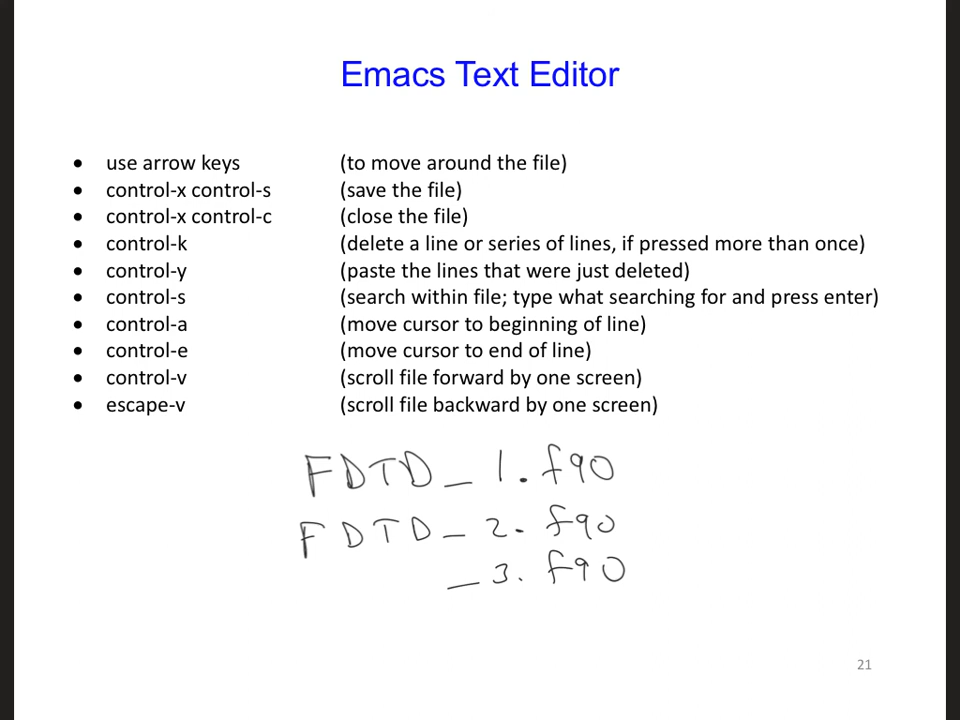 Emacs Text Editor
• use arrow keys (to move around the file)
• control-x control-s (save the file)
• control-x control-c (close the file)
• control-k (delete a line or series of lines, if pressed more than once)
• control-y (paste the lines that were just deleted)
• control-s (search within file; type what searching for and press enter)
• control-a (move cursor to beginning of line)
• control-e (move cursor to end of line)
• control-v (scroll file forward by one screen)
• escape-v (scroll file backward by one screen)
FDTD_1.f90
FDTD_2.f90
_3.f90
21